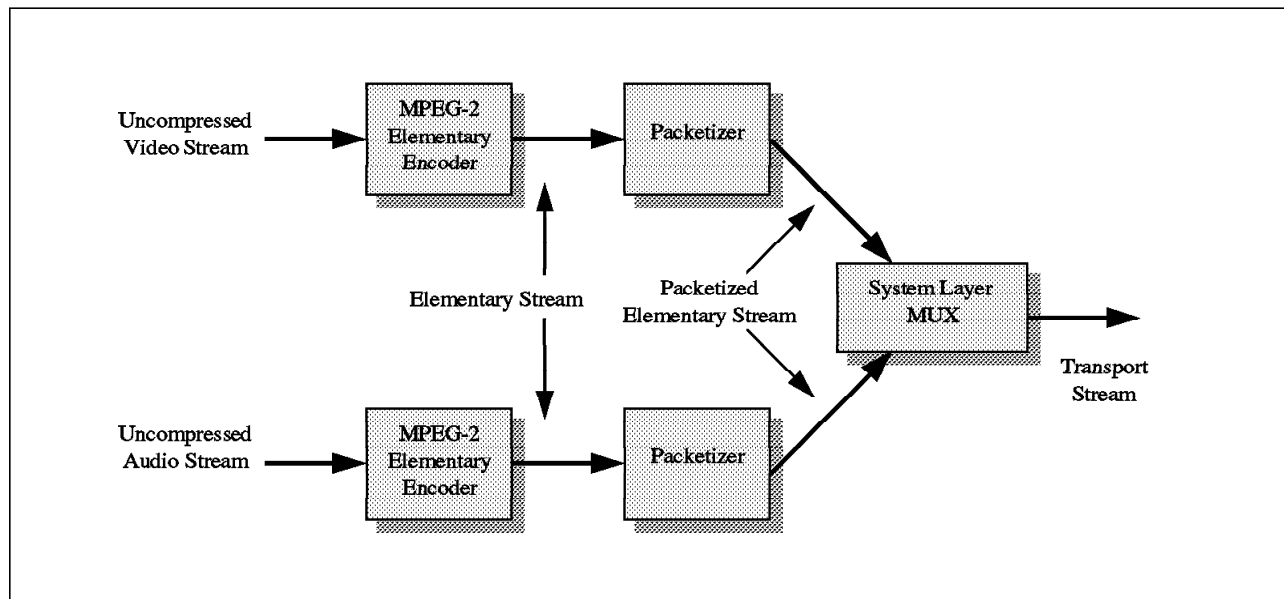 Uncompressed
Video Stream
MPEG-2
Elementary
Encoder
Packetizer
Elementary Stream
Packetized
Elementary Stream
System Layer
MUX
Transport
Stream
Uncompressed
Audio Stream
MPEG-2
Elementary
Encoder
Packetizer